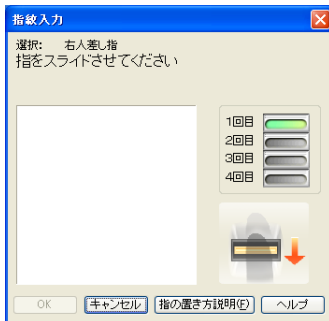 指紋入力
選択: 右人差し指
指をスライドさせてください
1回目
2回目
3回目
4回目
OK キャンセル 指の置き方説明(F) ヘルプ